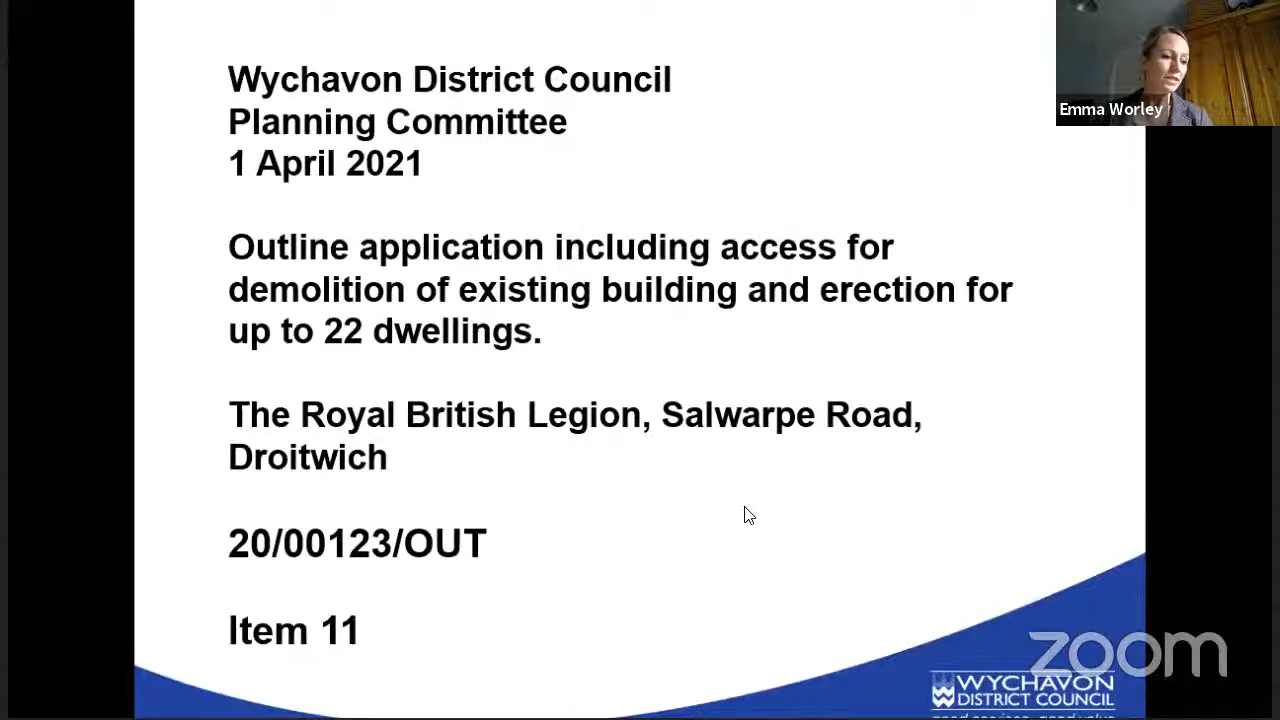 Wychavon District Council
Planning Committee
1 April 2021
Outline application including access for
demolition of existing building and erection for
up to 22 dwellings.
The Royal British Legion, Salwarpe Road,
Droitwich
20/00123/OUT
Item 11
Emma Worley
zoom
WYCHAVON
DISTRICT COUNCIL